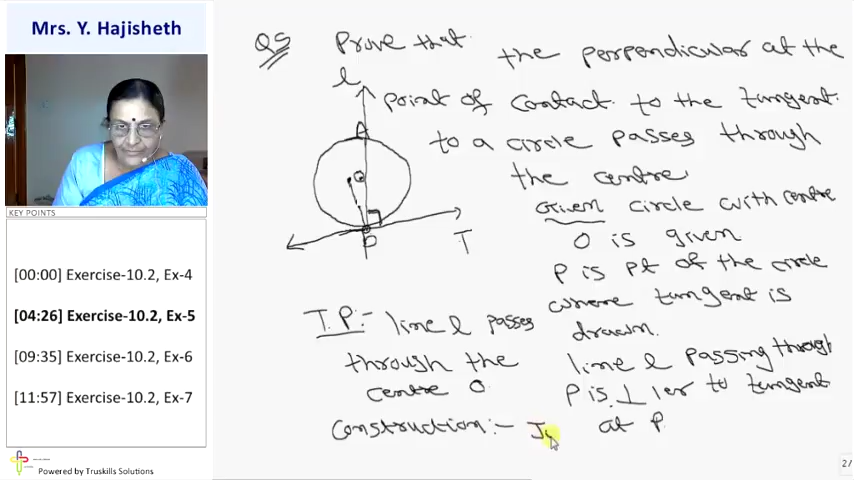 Mrs. Y. Hajisheth
KEY POINTS
[00:00] Exercise-10.2, Ex-4
[04:26] Exercise-10.2, Ex-5
[09:35] Exercise-10.2, Ex-6
[11:57] Exercise-10.2, Ex-7
Powered by Truskills Solutions
Q5 Prove that the perpendicular at the
point of contact to the tangent
to a circle passes through
the centre
l
A
O
P
T
Given circle with centre
O is given
P is pt of the circle
where tangent is
drawn.
line l passing through
P is ⊥ ler to tangent
at P.
T.P:- line l passes
through the
centre O
Construction:- Jo
2/